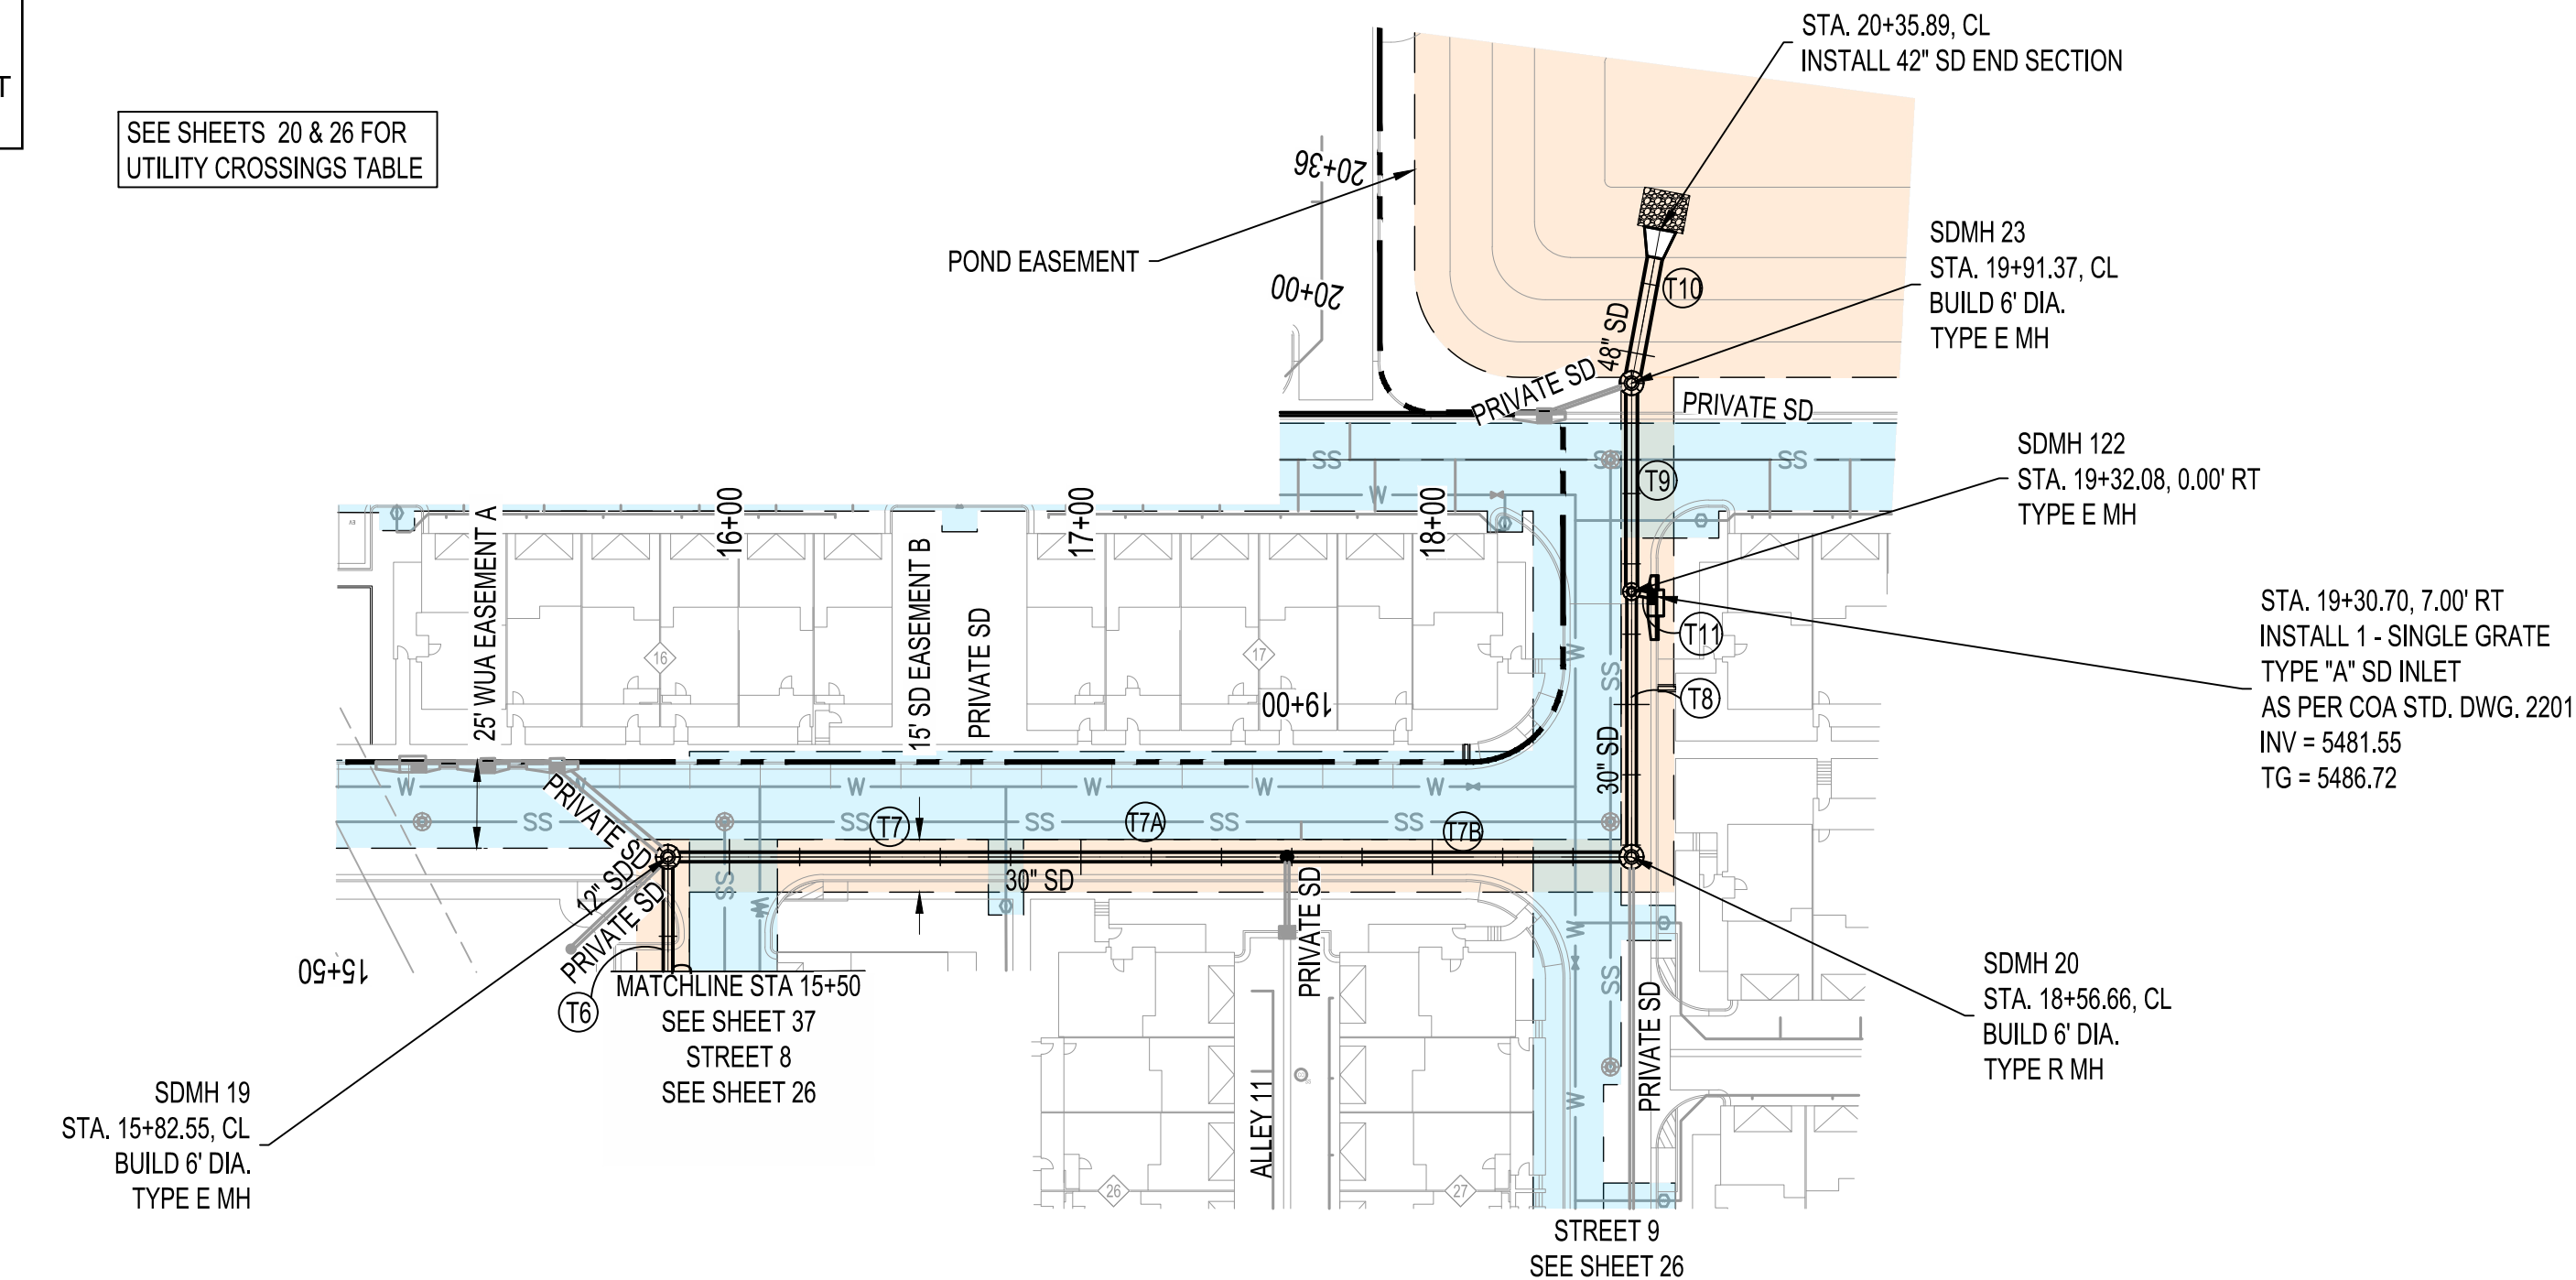 T
SEE SHEETS 20 & 26 FOR
UTILITY CROSSINGS TABLE
STA. 20+35.89, CL
INSTALL 42" SD END SECTION
20+36
POND EASEMENT
20+00
T10
48" SD
PRIVATE SD
PRIVATE SD
SDMH 23
STA. 19+91.37, CL
BUILD 6' DIA.
TYPE E MH
SS
SS
SS
W
T9
SDMH 122
STA. 19+32.08, 0.00' RT
TYPE E MH
25' WUA EASEMENT A
16+00
15' SD EASEMENT B
PRIVATE SD
17+00
18+00
16
17
19+00
W
SS
T11
T8
30" SD
STA. 19+30.70, 7.00' RT
INSTALL 1 - SINGLE GRATE
TYPE "A" SD INLET
AS PER COA STD. DWG. 2201
INV = 5481.55
TG = 5486.72
W
W
W
W
W
W
SS
SS
SS
SS
SS
T7
T7A
T7B
PRIVATE SD
12" SD
PRIVATE SD
30" SD
SS
W
PRIVATE SD
W
SS
PRIVATE SD
W
15+50
T6
MATCHLINE STA 15+50
SEE SHEET 37
STREET 8
SEE SHEET 26
SDMH 19
STA. 15+82.55, CL
BUILD 6' DIA.
TYPE E MH
ALLEY 11
26
27
SDMH 20
STA. 18+56.66, CL
BUILD 6' DIA.
TYPE R MH
STREET 9
SEE SHEET 26